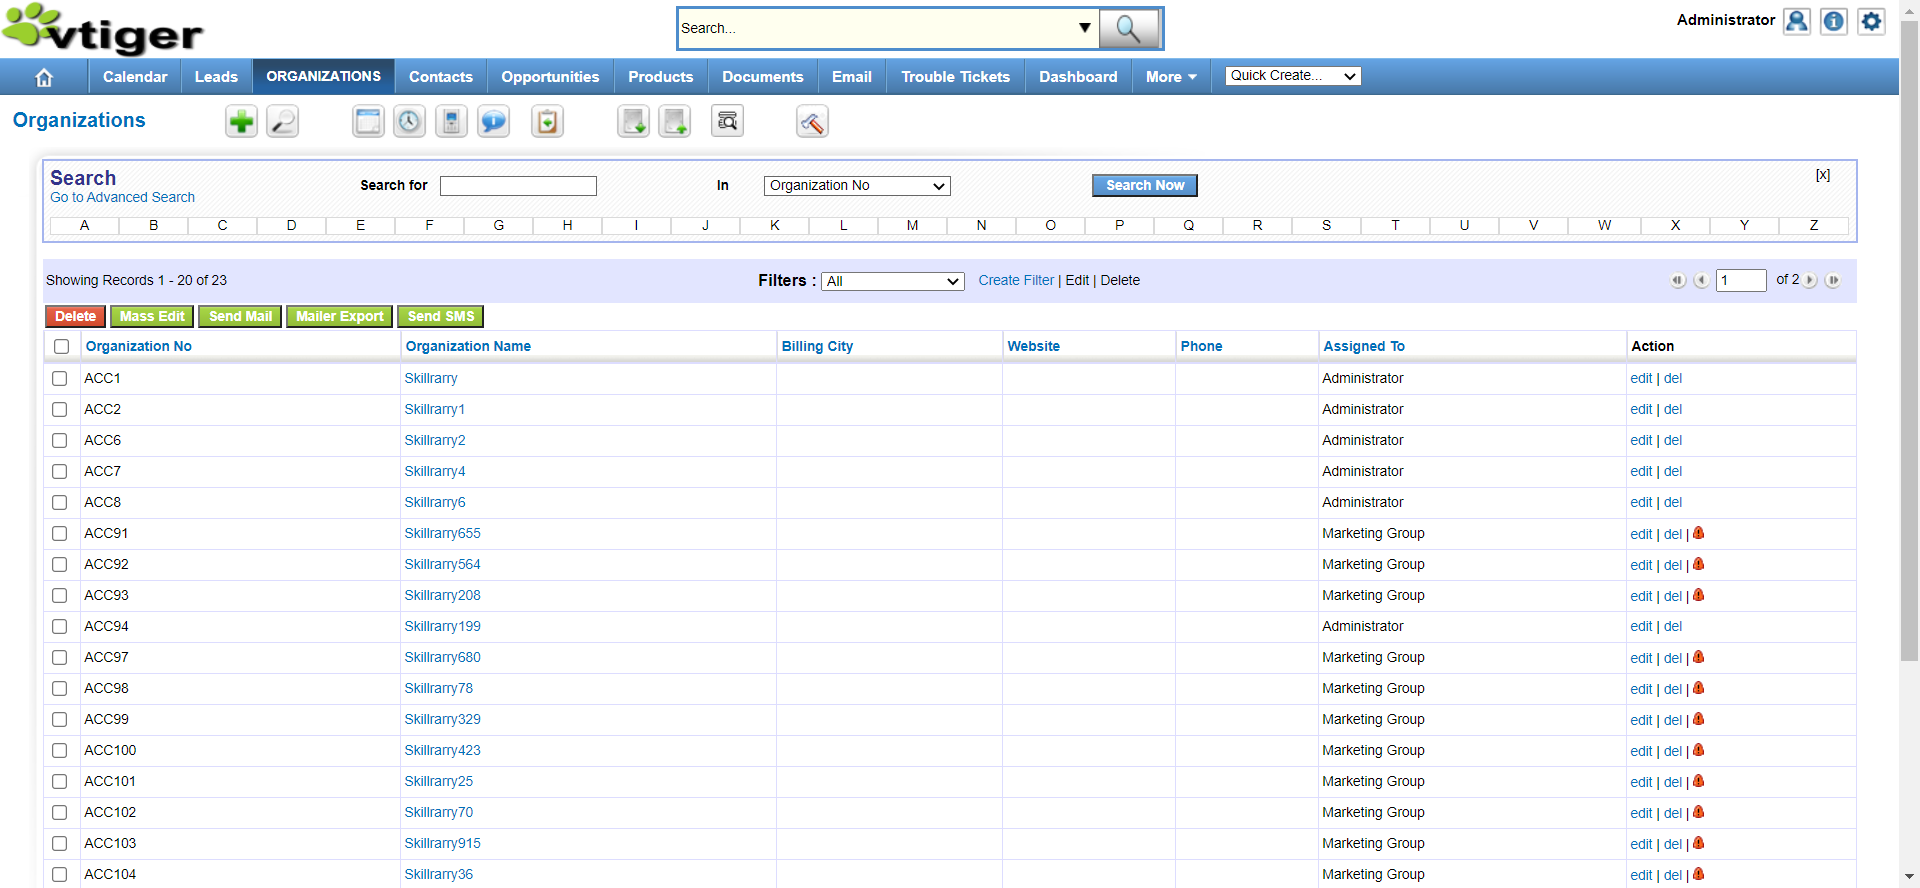 vtiger
Search...
Administrator
Calendar Leads ORGANIZATIONS Contacts Opportunities Products Documents Email Trouble Tickets Dashboard More Quick Create...
Organizations
Search
Go to Advanced Search
Search for In Organization No Search Now [x]
A B C D E F G H I J K L M N O P Q R S T U V W X Y Z
Showing Records 1 - 20 of 23 Filters : All Create Filter | Edit | Delete 1 of 2
Delete Mass Edit Send Mail Mailer Export Send SMS
Organization No Organization Name Billing City Website Phone Assigned To Action
ACC1 Skillrarry Administrator edit | del
ACC2 Skillrarry1 Administrator edit | del
ACC6 Skillrarry2 Administrator edit | del
ACC7 Skillrarry4 Administrator edit | del
ACC8 Skillrarry6 Administrator edit | del
ACC91 Skillrarry655 Marketing Group edit | del |
ACC92 Skillrarry564 Marketing Group edit | del |
ACC93 Skillrarry208 Marketing Group edit | del |
ACC94 Skillrarry199 Administrator edit | del
ACC97 Skillrarry680 Marketing Group edit | del |
ACC98 Skillrarry78 Marketing Group edit | del |
ACC99 Skillrarry329 Marketing Group edit | del |
ACC100 Skillrarry423 Marketing Group edit | del |
ACC101 Skillrarry25 Marketing Group edit | del |
ACC102 Skillrarry70 Marketing Group edit | del |
ACC103 Skillrarry915 Marketing Group edit | del |
ACC104 Skillrarry36 Marketing Group edit | del |